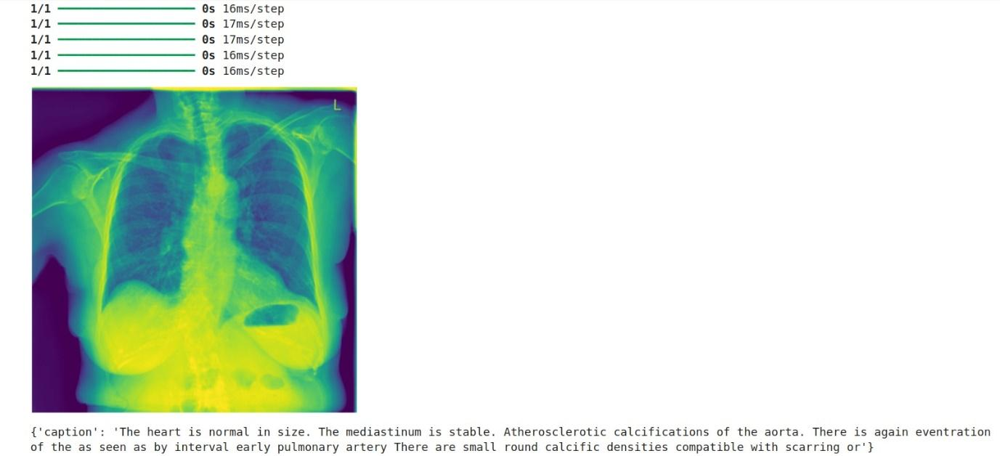 1/1 0s 16ms/step
1/1 0s 17ms/step
1/1 0s 17ms/step
1/1 0s 16ms/step
1/1 0s 16ms/step
L
{'caption': 'The heart is normal in size. The mediastinum is stable. Atherosclerotic calcifications of the aorta. There is again eventration
of the as seen as by interval early pulmonary artery There are small round calcific densities compatible with scarring or'}